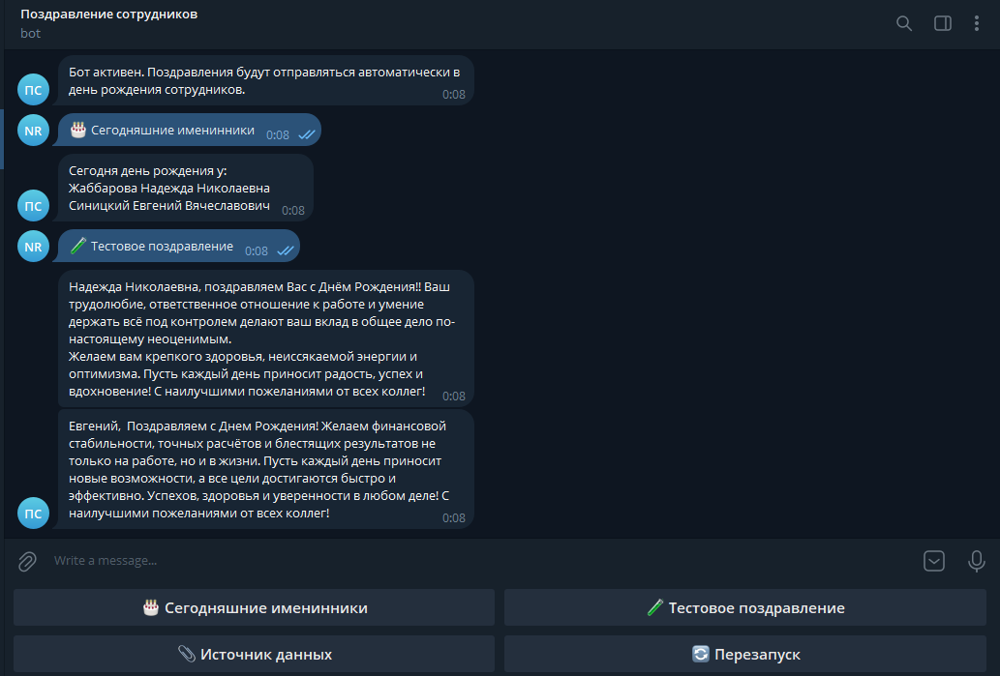 Поздравление сотрудников
bot
Бот активен. Поздравления будут отправляться автоматически в
день рождения сотрудников.
0:08
ПС
NR
🎂 Сегодняшние именинники
0:08
Сегодня день рождения у:
Жаббарова Надежда Николаевна
Синицкий Евгений Вячеславович
0:08
ПС
NR
Тестовое поздравление
0:08
Надежда Николаевна, поздравляем Вас с Днём Рождения!! Ваш
трудолюбие, ответственное отношение к работе и умение
держать всё под контролем делают ваш вклад в общее дело по-
настоящему неоценимым.
Желаем вам крепкого здоровья, неиссякаемой энергии и
оптимизма. Пусть каждый день приносит радость, успех и
вдохновение! С наилучшими пожеланиями от всех коллег!
0:08
Евгений,  Поздравляем с Днем Рождения! Желаем финансовой
стабильности, точных расчётов и блестящих результатов не
только на работе, но и в жизни. Пусть каждый день приносит
новые возможности, а все цели достигаются быстро и
эффективно. Успехов, здоровья и уверенности в любом деле! С
наилучшими пожеланиями от всех коллег!
0:08
ПС
Write a message...
🎂 Сегодняшние именинники
Тестовое поздравление
📎 Источник данных
🔄 Перезапуск